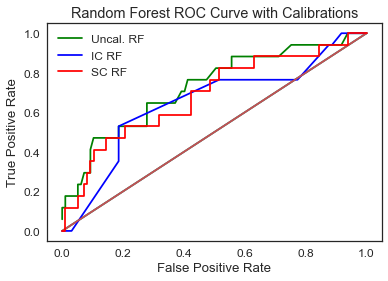 Random Forest ROC Curve with Calibrations
1.0
0.8
0.6
0.4
0.2
0.0
True Positive Rate
Uncal. RF
IC RF
SC RF
0.0 0.2 0.4 0.6 0.8 1.0
False Positive Rate